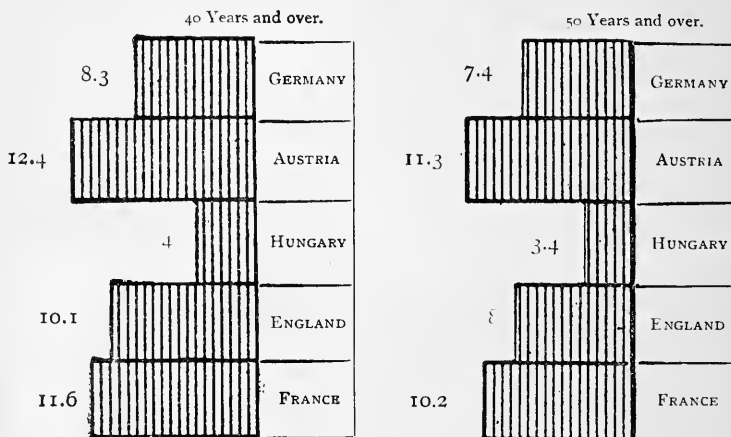 40 Years and over.
8.3 GERMANY
12.4 AUSTRIA
4 HUNGARY
10.1 ENGLAND
11.6 FRANCE
50 Years and over.
7.4 GERMANY
11.3 AUSTRIA
3.4 HUNGARY
ENGLAND
10.2 FRANCE